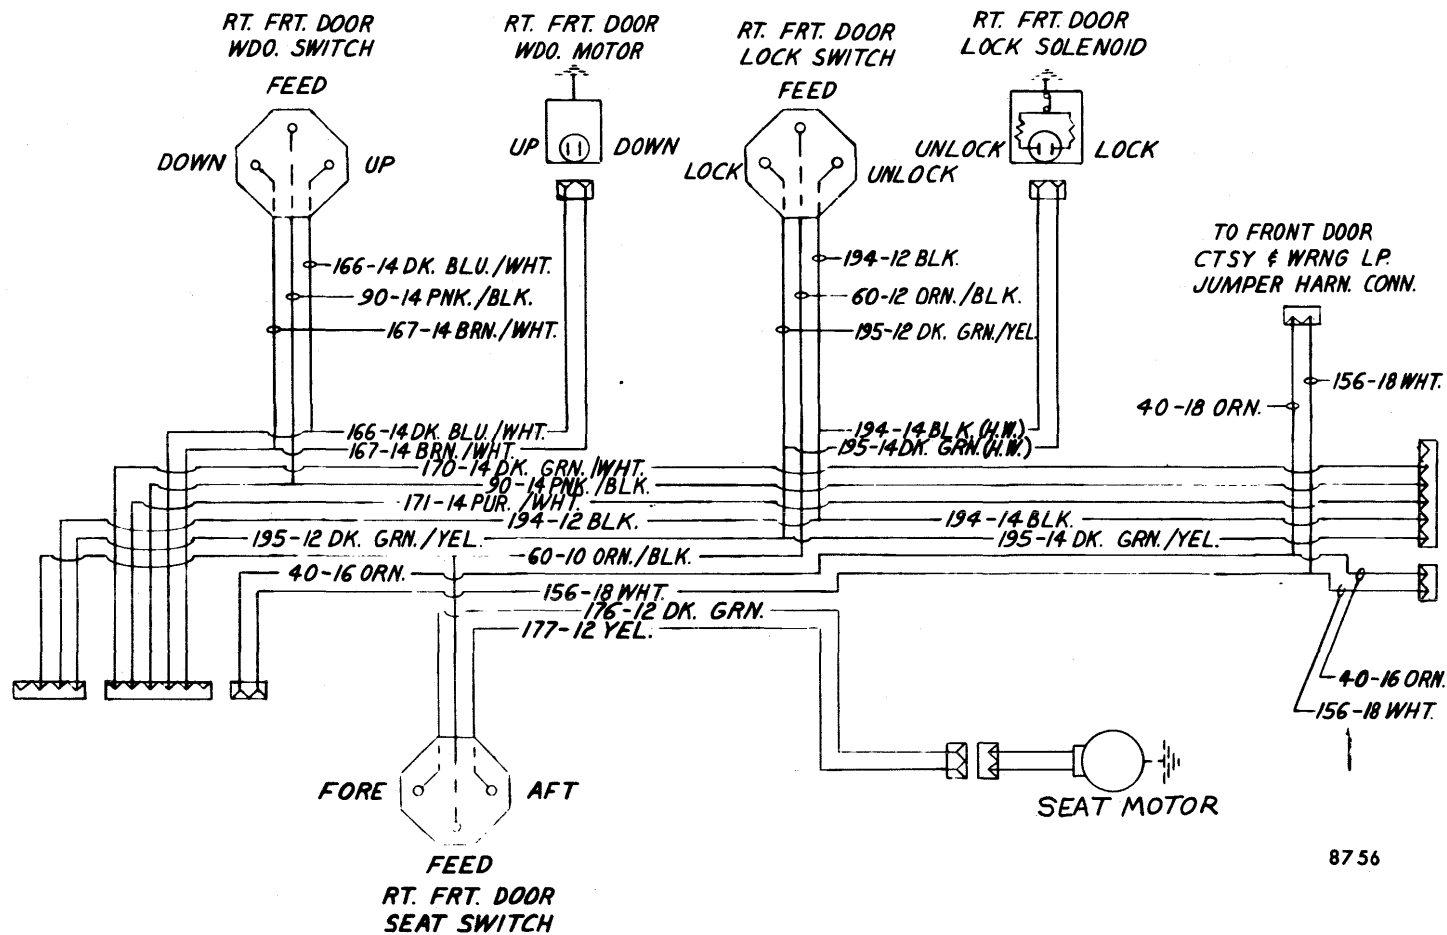 RT. FRT. DOOR
WDO. SWITCH
FEED
DOWN
UP
RT. FRT. DOOR
WDO. MOTOR
UP
DOWN
RT. FRT. DOOR
LOCK SWITCH
FEED
LOCK
UNLOCK
RT. FRT. DOOR
LOCK SOLENOID
UNLOCK
LOCK
166-14 DK. BLU./WHT.
90-14 PNK./BLK.
167-14 BRN./WHT.
194-12 BLK.
60-12 ORN./BLK.
195-12 DK. GRN./YEL.
TO FRONT DOOR
CTSY & WRNG LP.
JUMPER HARN. CONN.
156-18 WHT.
40-18 ORN.
166-14 DK. BLU./WHT.
167-14 BRN./WHT.
194-14 BLK.(H.W.)
195-14 DK. GRN.(H.W.)
170-14 DK. GRN./WHT.
90-14 PNK./BLK.
171-14 PUR./WHT.
194-12 BLK.
194-14 BLK.
195-12 DK. GRN./YEL.
195-14 DK. GRN./YEL.
60-10 ORN./BLK.
40-16 ORN.
156-18 WHT.
176-12 DK. GRN.
177-12 YEL.
40-16 ORN.
156-18 WHT.
FORE
AFT
FEED
RT. FRT. DOOR
SEAT SWITCH
SEAT MOTOR
8756